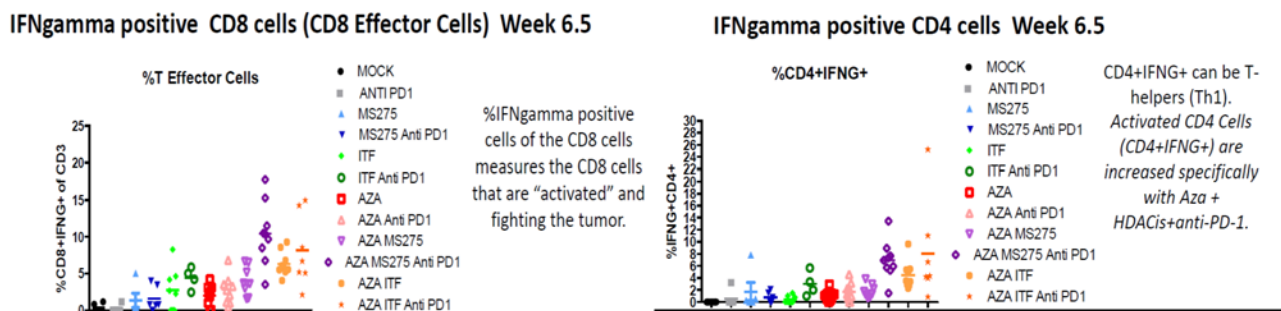 IFNgamma positive CD8 cells (CD8 Effector Cells) Week 6.5
%T Effector Cells
%CD8+IFNG+ of CD3
25
20
15
10
5
0
MOCK
ANTI PD1
MS275
MS275 Anti PD1
ITF
ITF Anti PD1
AZA
AZA Anti PD1
AZA MS275
AZA MS275 Anti PD1
AZA ITF
AZA ITF Anti PD1
%IFNgamma positive
cells of the CD8 cells
measures the CD8 cells
that are “activated” and
fighting the tumor.
IFNgamma positive CD4 cells Week 6.5
%CD4+IFNG+
%IFNG+CD4+
30
28
26
24
22
20
18
16
14
12
10
8
6
4
2
0
MOCK
ANTI PD1
MS275
MS275 Anti PD1
ITF
ITF Anti PD1
AZA
AZA Anti PD1
AZA MS275
AZA MS275 Anti PD1
AZA ITF
AZA ITF Anti PD1
CD4+IFNG+ can be T-
helpers (Th1).
Activated CD4 Cells
(CD4+IFNG+) are
increased specifically
with Aza +
HDACis+anti-PD-1.